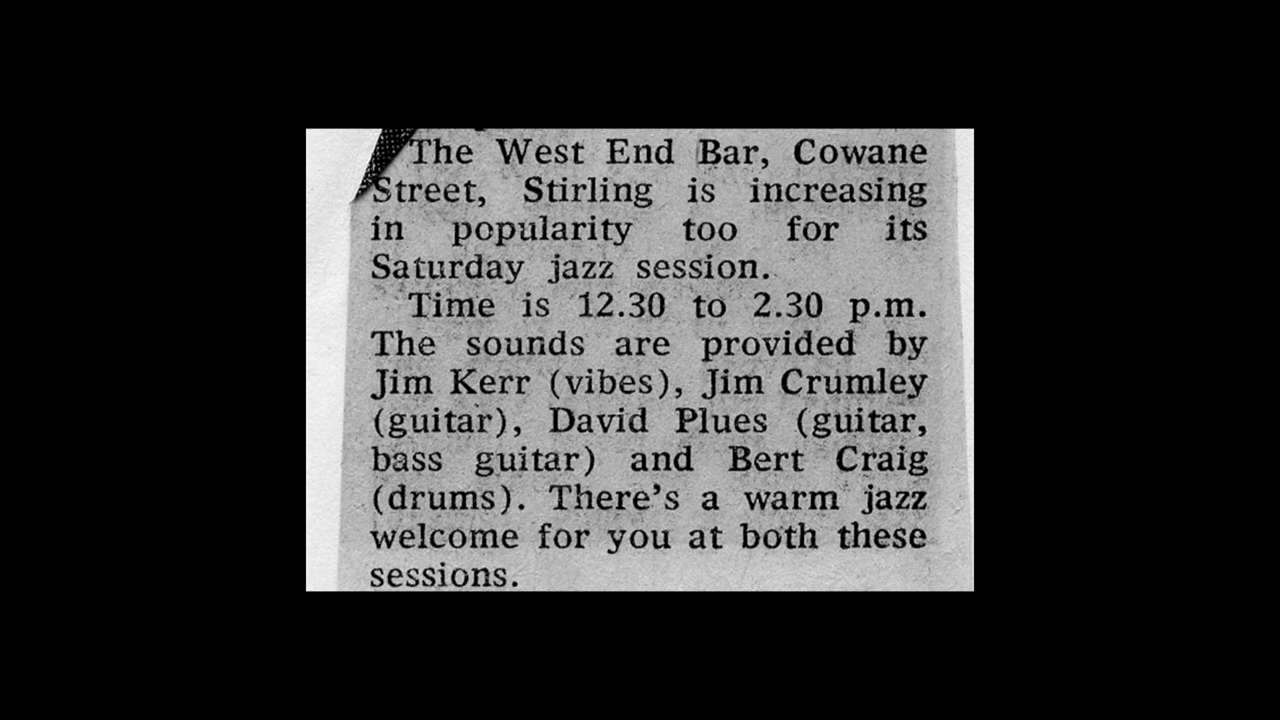 The West End Bar, Cowane
Street, Stirling is increasing
in popularity too for its
Saturday jazz session.
Time is 12.30 to 2.30 p.m.
The sounds are provided by
Jim Kerr (vibes), Jim Crumley
(guitar), David Plues (guitar,
bass guitar) and Bert Craig
(drums). There's a warm jazz
welcome for you at both these
sessions.